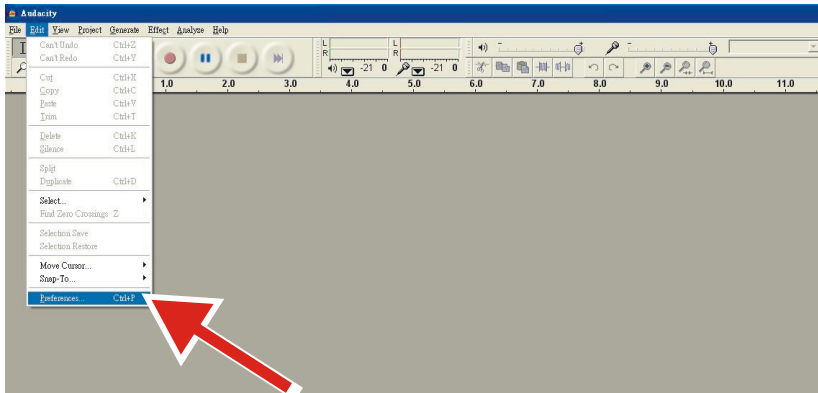 Audacity
File Edit View Project Generate Effect Analyze Help
Can't Undo Ctrl+Z
Can't Redo Ctrl+Y
Cut Ctrl+X
Copy Ctrl+C
Paste Ctrl+V
Trim Ctrl+T
Delete Ctrl+K
Silence Ctrl+L
Split
Duplicate Ctrl+D
Select...
Find Zero Crossings Z
Selection Save
Selection Restore
Move Cursor...
Snap-To...
Preferences... Ctrl+P
L L
R R
-21 0 -21 0
1.0 2.0 3.0 4.0 5.0 6.0 7.0 8.0 9.0 10.0 11.0